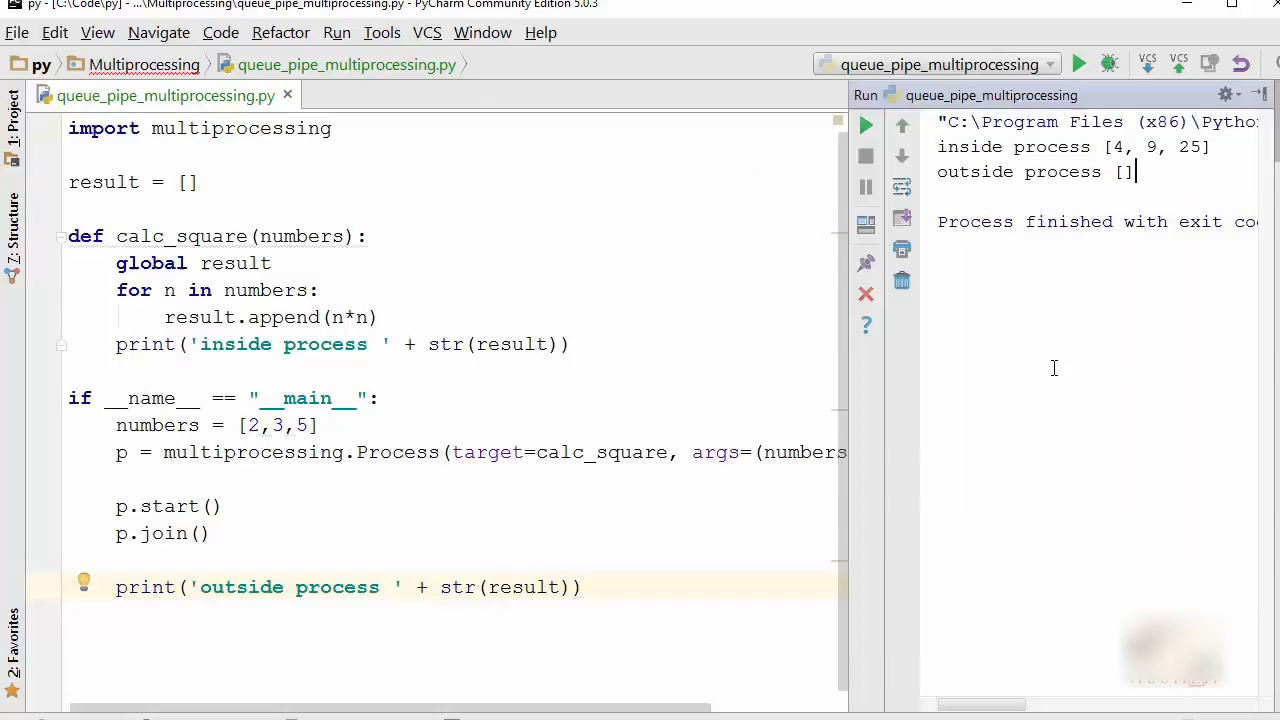 py - [C:\Code\py] - ...\Multiprocessing\queue_pipe_multiprocessing.py - PyCharm Community Edition 5.0.3
File Edit View Navigate Code Refactor Run Tools VCS Window Help
py Multiprocessing queue_pipe_multiprocessing.py queue_pipe_multiprocessing VCS VCS
1: Project
7: Structure
2: Favorites
queue_pipe_multiprocessing.py
import multiprocessing
result = []
def calc_square(numbers):
global result
for n in numbers:
result.append(n*n)
print('inside process ' + str(result))
if __name__ == "__main__":
numbers = [2,3,5]
p = multiprocessing.Process(target=calc_square, args=(numbers
p.start()
p.join()
print('outside process ' + str(result))
Run queue_pipe_multiprocessing
"C:\Program Files (x86)\Pytho
inside process [4, 9, 25]
outside process []
Process finished with exit co